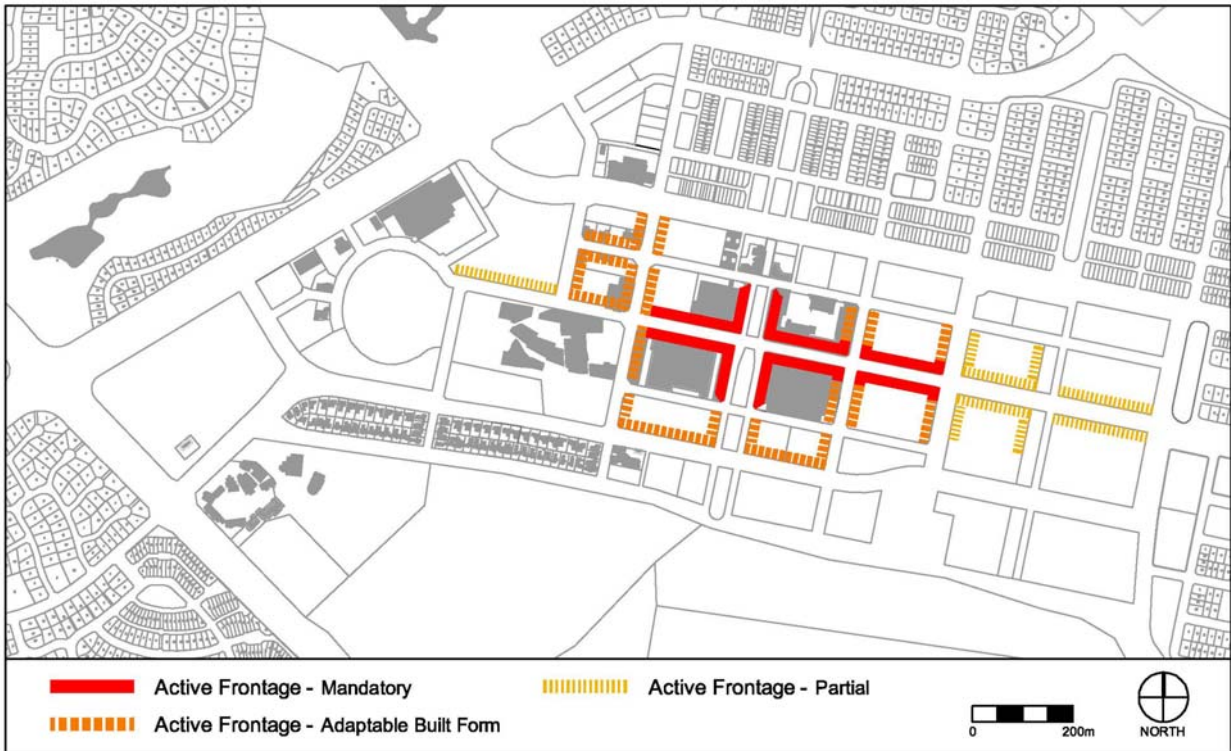 Active Frontage - Mandatory
Active Frontage - Partial
Active Frontage - Adaptable Built Form
0 200m
NORTH